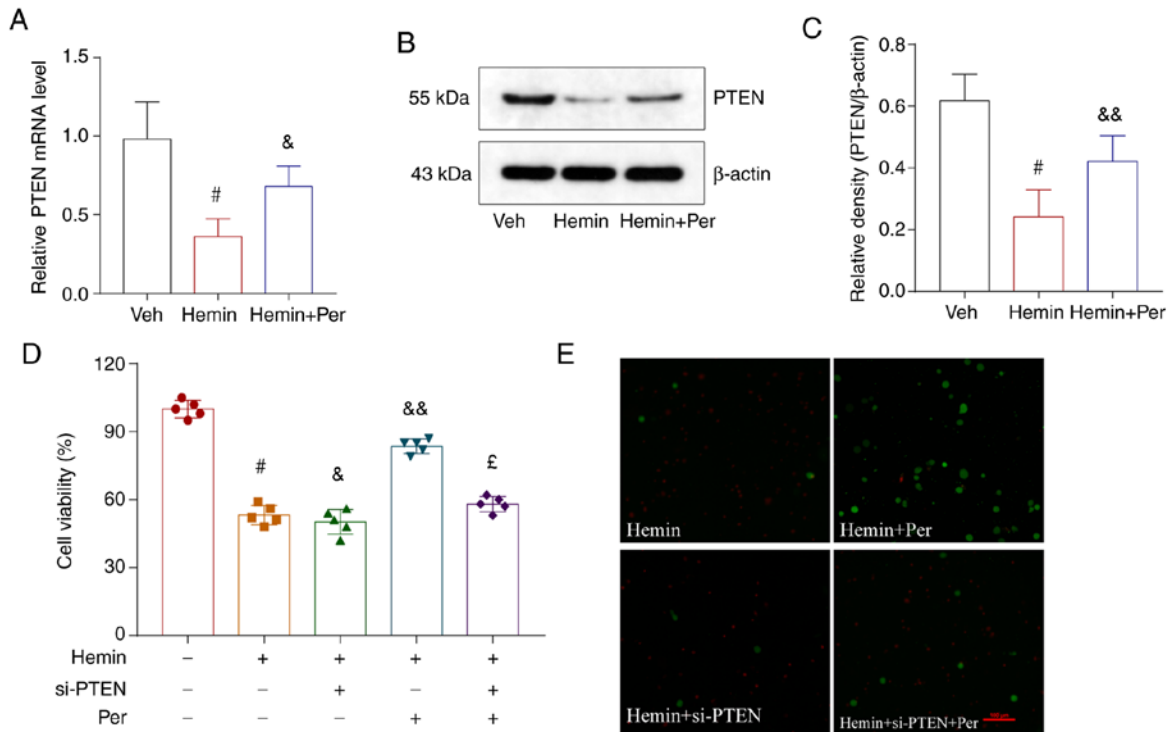 A
Relative PTEN mRNA level
1.5
1.0
0.5
0.0
#
&
Veh Hemin Hemin+Per
B
55 kDa PTEN
43 kDa β-actin
Veh Hemin Hemin+Per
C
Relative density (PTEN/β-actin)
0.8
0.6
0.4
0.2
0.0
#
&&
Veh Hemin Hemin+Per
D
Cell viability (%)
120
90
60
30
0
#
&
&&
£
Hemin – + + + +
si-PTEN – – + – +
Per – – – + +
E
Hemin
Hemin+Per
Hemin+si-PTEN
Hemin+si-PTEN+Per